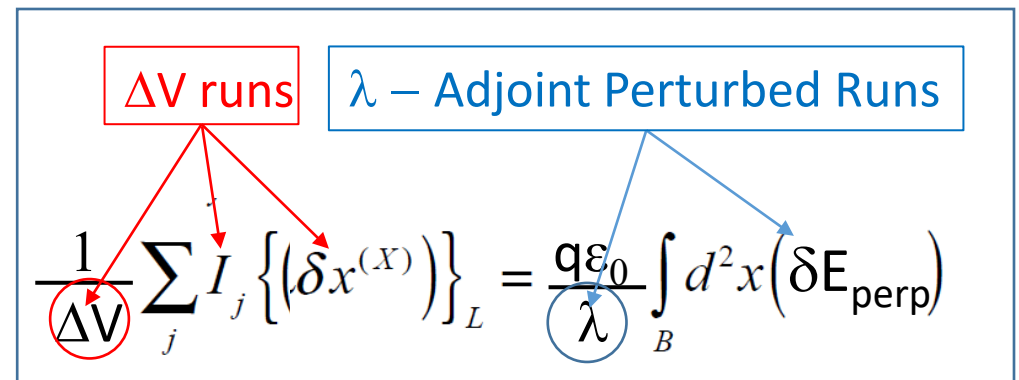 ΔV runs
λ – Adjoint Perturbed Runs
1/ΔV ∑_j I_j {(δx^(X))}_L = qε₀/λ ∫_B d²x(δE_perp)